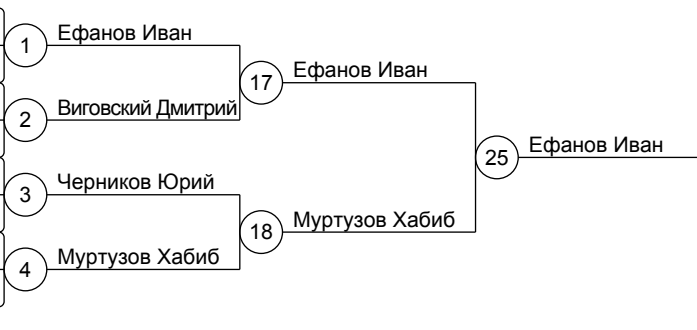 1 Ефанов Иван
17 Ефанов Иван
2 Виговский Дмитрий
25 Ефанов Иван
3 Черников Юрий
18 Муртузов Хабиб
4 Муртузов Хабиб